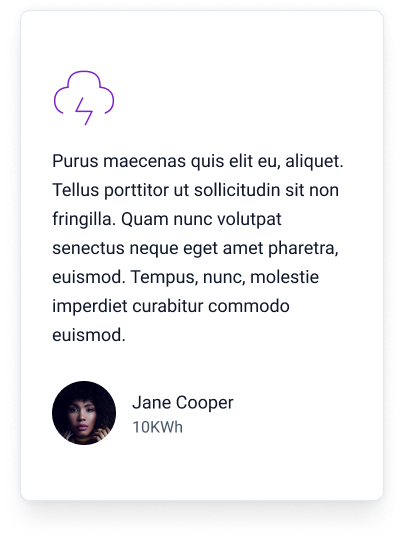 Purus maecenas quis elit eu, aliquet.
Tellus porttitor ut sollicitudin sit non
fringilla. Quam nunc volutpat
senectus neque eget amet pharetra,
euismod. Tempus, nunc, molestie
imperdiet curabitur commodo
euismod.
Jane Cooper
10KWh